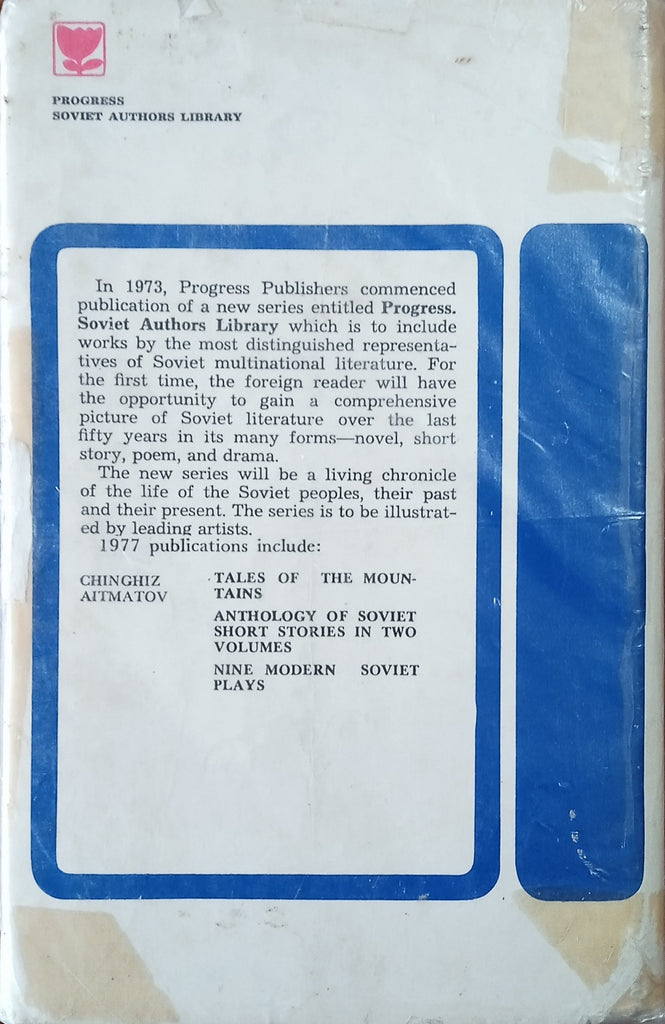 PROGRESS
SOVIET AUTHORS LIBRARY
In 1973, Progress Publishers commenced
publication of a new series entitled Progress.
Soviet Authors Library which is to include
works by the most distinguished representa-
tives of Soviet multinational literature. For
the first time, the foreign reader will have
the opportunity to gain a comprehensive
picture of Soviet literature over the last
fifty years in its many forms—novel, short
story, poem, and drama.
The new series will be a living chronicle
of the life of the Soviet peoples, their past
and their present. The series is to be illustrat-
ed by leading artists.
1977 publications include:
CHINGHIZ
AITMATOV
TALES OF THE MOUN-
TAINS
ANTHOLOGY OF SOVIET
SHORT STORIES IN TWO
VOLUMES
NINE MODERN SOVIET
PLAYS